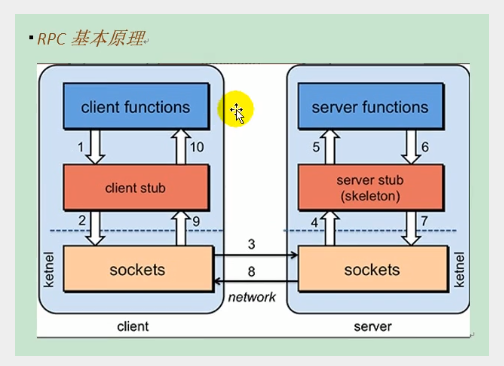 RPC 基本原理
client functions
server functions
1
10
5
6
client stub
server stub
(skeleton)
2
9
3
4
7
ketnel
sockets
8
sockets
ketnel
network
client
server